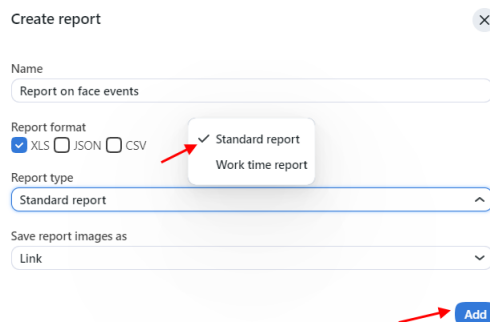 Create report
Name
Report on face events
Report format
XLS JSON CSV
Standard report
Work time report
Report type
Standard report
Save report images as
Link
Add